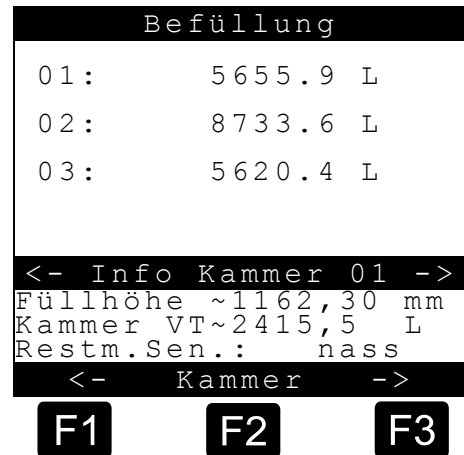 Befüllung
01: 5655.9 L
02: 8733.6 L
03: 5620.4 L
<- Info Kammer 01 ->
Füllhöhe ~1162,30 mm
Kammer VT~2415,5 L
Restm.Sen.: nass
<- Kammer ->
F1 F2 F3